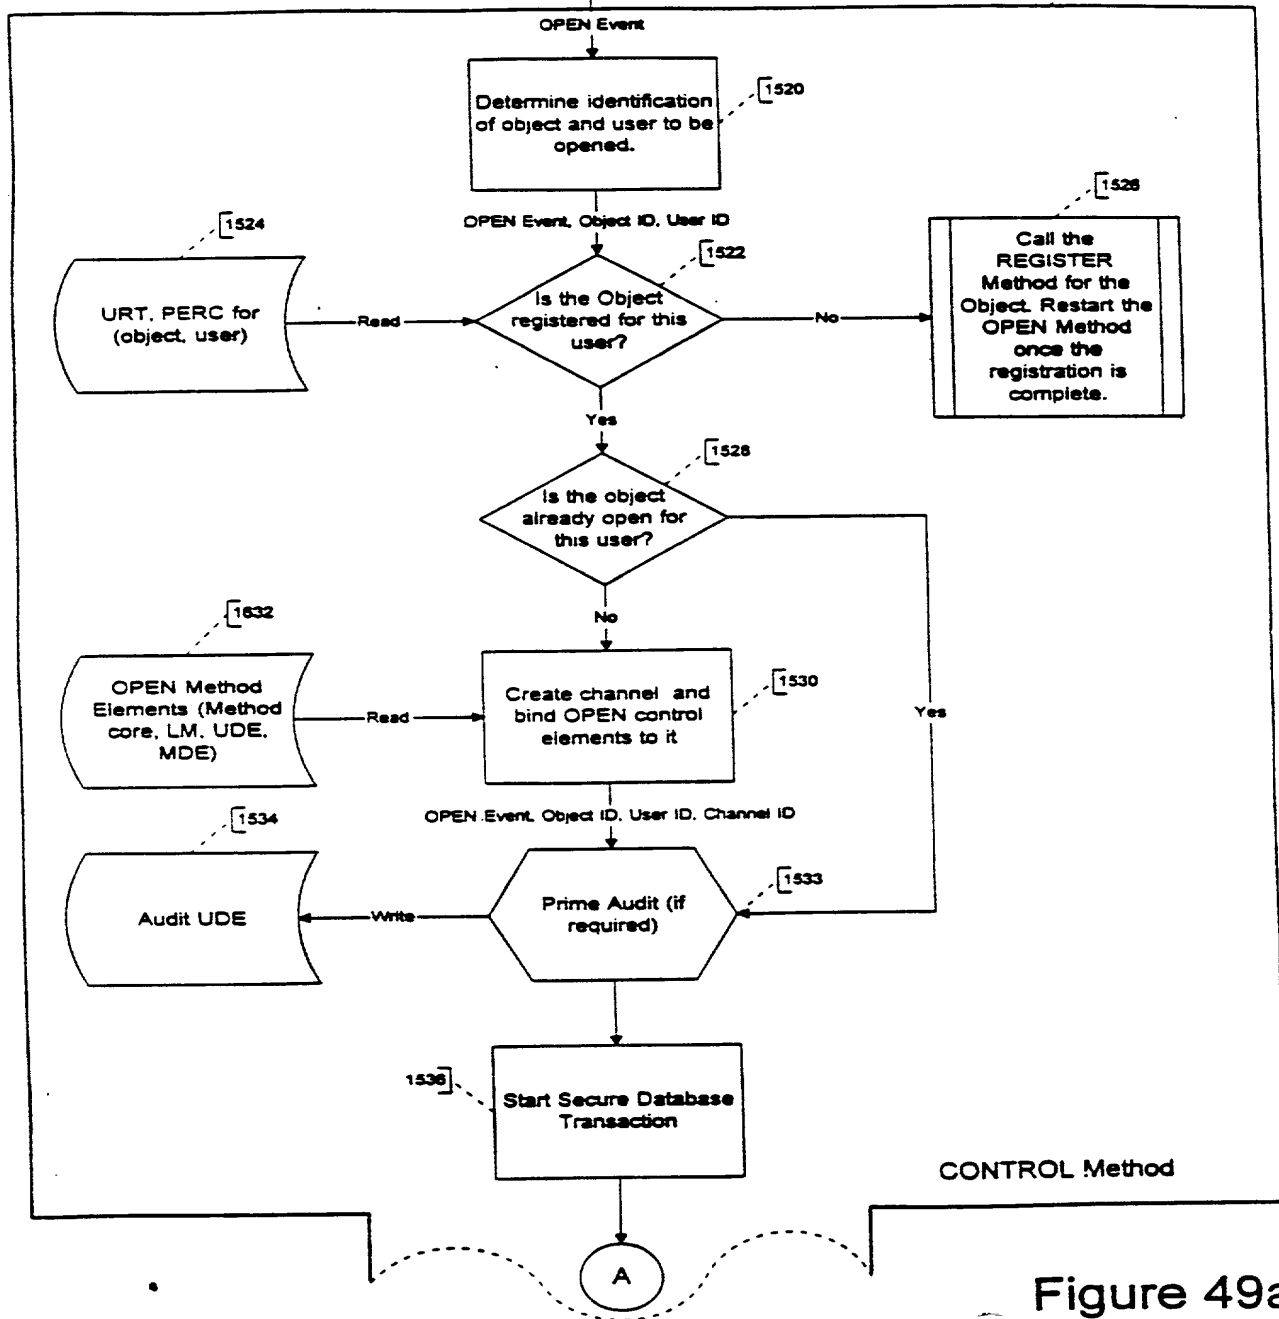 OPEN Event
Determine identification
of object and user to be
opened.
1520
OPEN Event, Object ID, User ID
1524
URT, PERC for
(object, user)
Read
1522
Is the Object
registered for this
user?
No
1526
Call the
REGISTER
Method for the
Object. Restart the
OPEN Method
once the
registration is
complete.
Yes
1528
Is the object
already open for
this user?
No
Yes
1632
OPEN Method
Elements (Method
core, LM, UDE,
MDE)
Read
1530
Create channel and
bind OPEN control
elements to it
OPEN Event, Object ID, User ID, Channel ID
1534
Audit UDE
Write
1533
Prime Audit (if
required)
1536
Start Secure Database
Transaction
CONTROL Method
A
Figure 49a